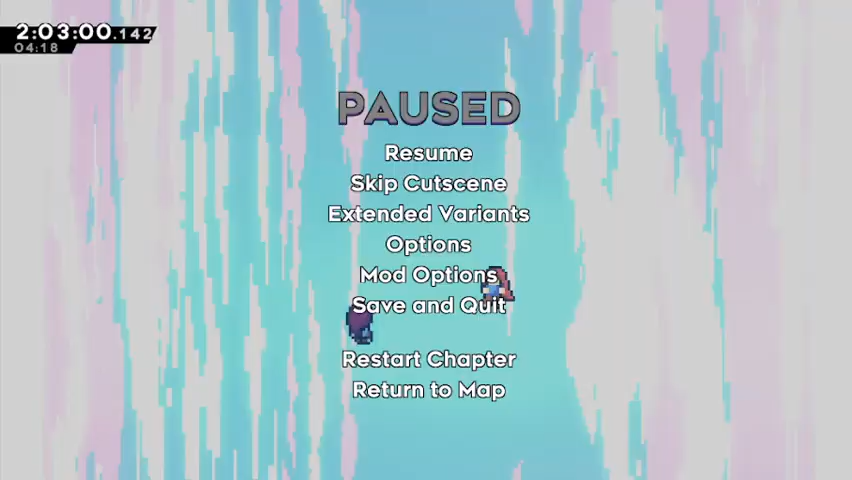 2:03:00.142
04:18
PAUSED
Resume
Skip Cutscene
Extended Variants
Options
Mod Options
Save and Quit
Restart Chapter
Return to Map